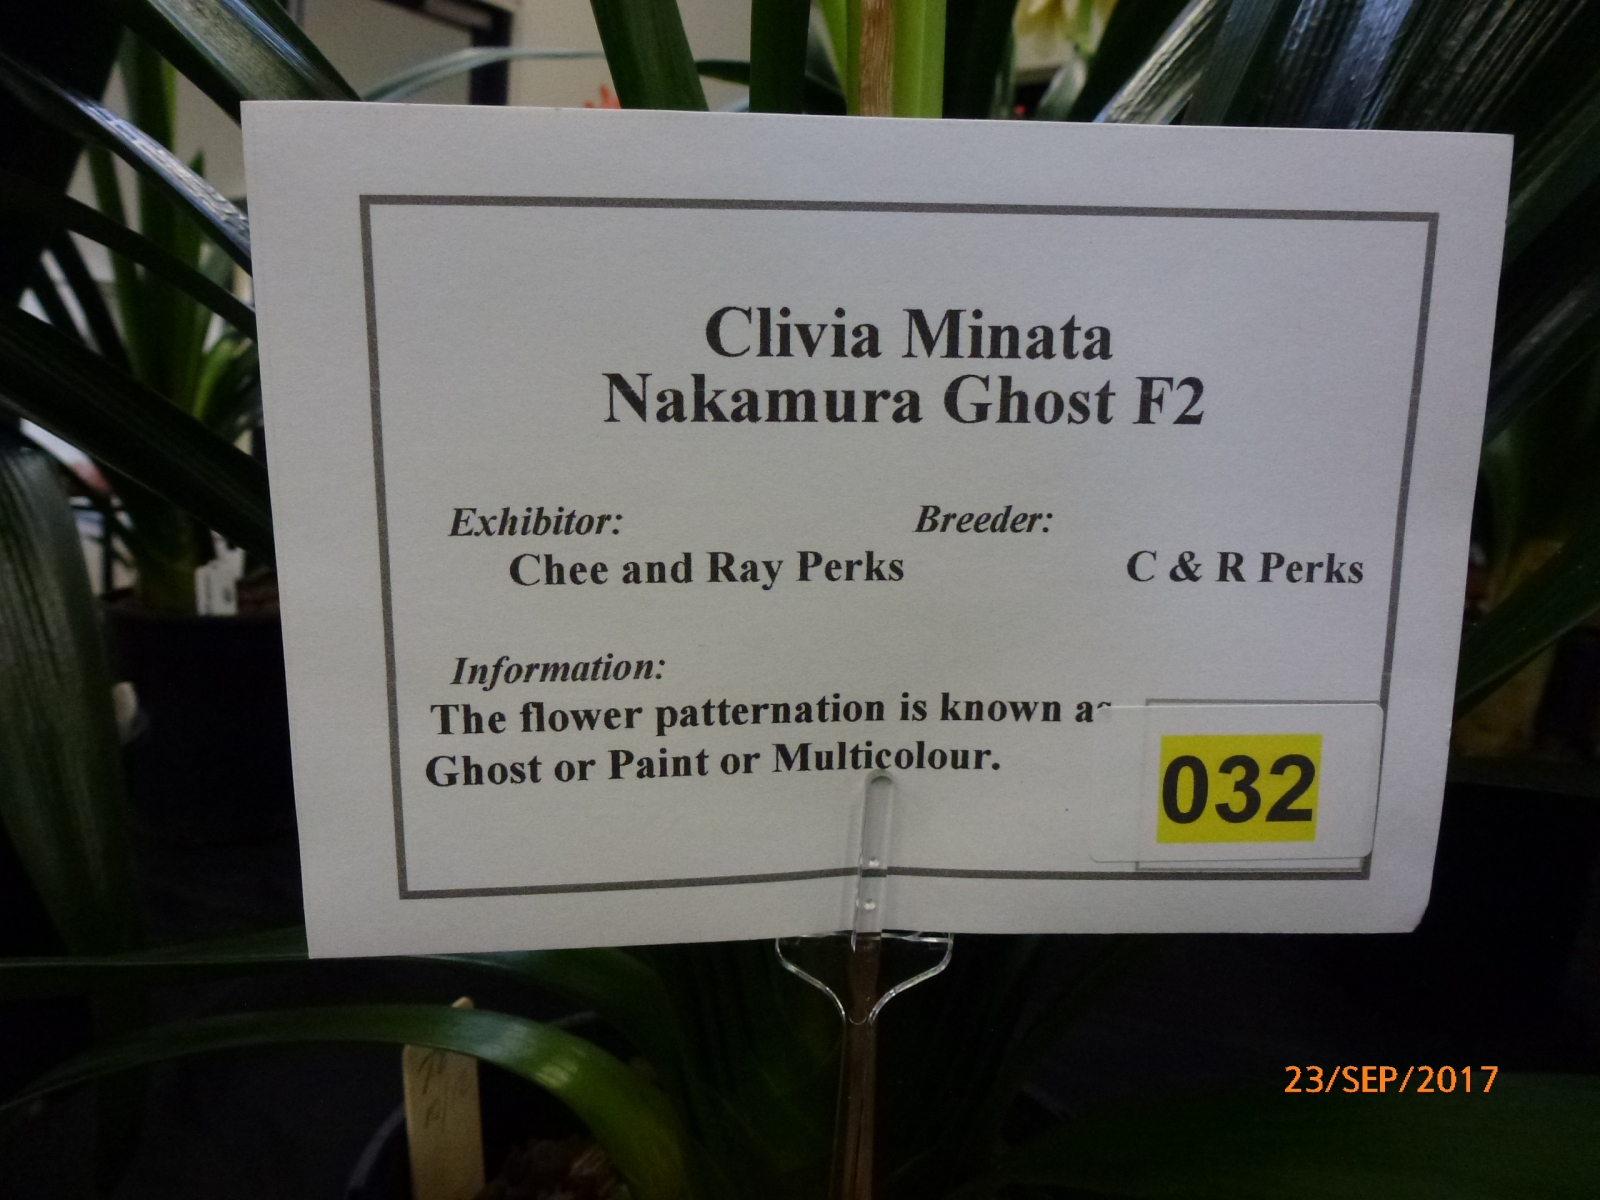 Clivia Minata
Nakamura Ghost F2
Exhibitor: Breeder:
Chee and Ray Perks C & R Perks
Information:
The flower patternation is known as
Ghost or Paint or Multicolour.
032
23/SEP/2017